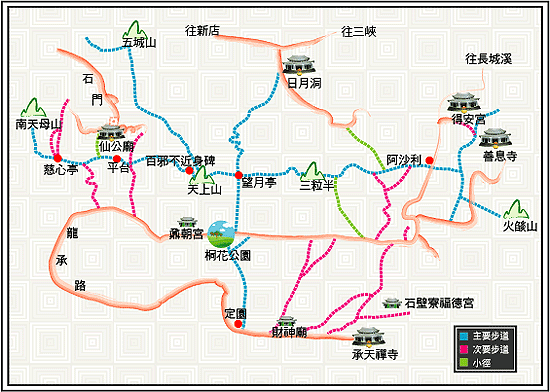 往新店
往三峽
五城山
往長城溪
石
門
日月洞
南天母山
得安宮
仙公廟
善息寺
慈心亭
平台
百邪不近身碑
望月亭
三粒半
阿沙利
天上山
火燄山
鼎朝宮
龍
承
路
桐花公園
定園
財神廟
石壁寮福德宮
承天禪寺
主要步道
次要步道
小徑